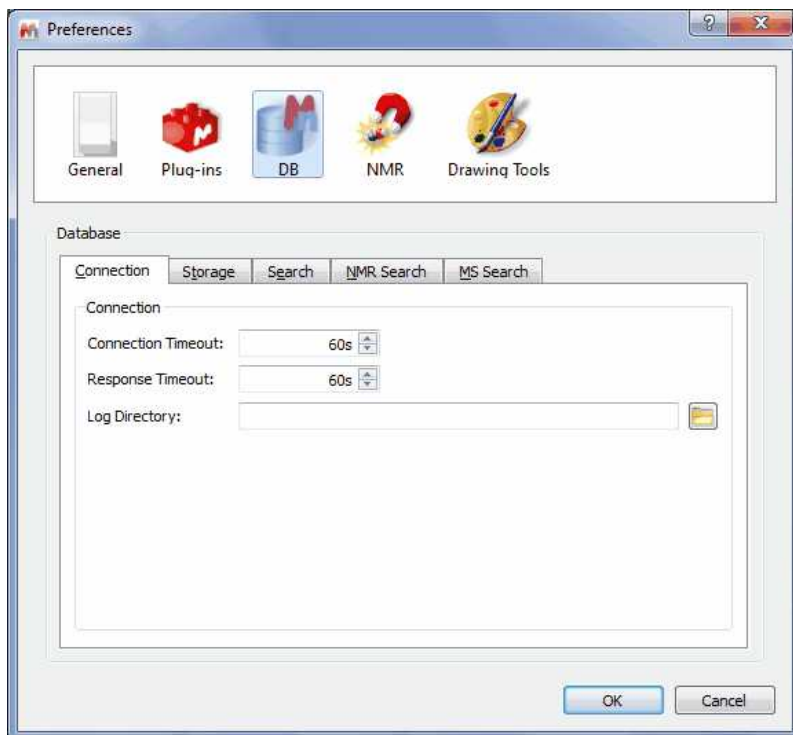 Preferences
General Plug-ins DB NMR Drawing Tools
Database
Connection Storage Search NMR Search MS Search
Connection
Connection Timeout: 60s
Response Timeout: 60s
Log Directory:
OK Cancel